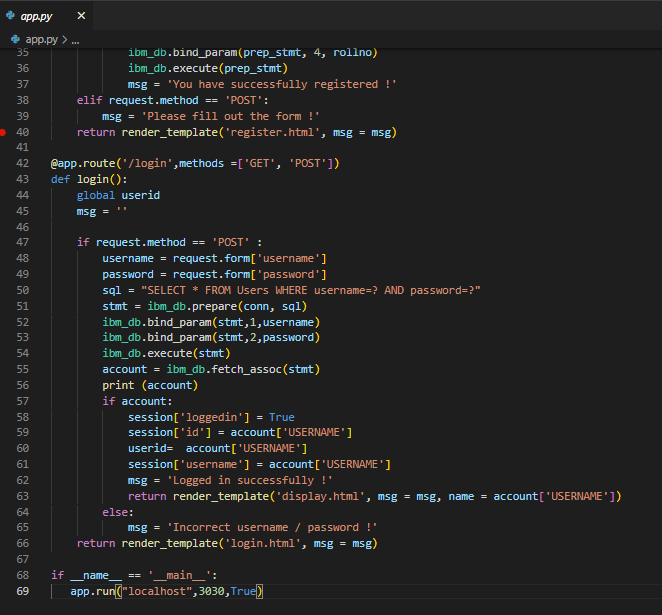 app.py ×
app.py > ...
35 ibm_db.bind_param(prep_stmt, 4, rollno)
36 ibm_db.execute(prep_stmt)
37 msg = 'You have successfully registered !'
38 elif request.method == 'POST':
39 msg = 'Please fill out the form !'
40 return render_template('register.html', msg = msg)
41
42 @app.route('/login',methods =['GET', 'POST'])
43 def login():
44 global userid
45 msg = ''
46
47 if request.method == 'POST' :
48 username = request.form['username']
49 password = request.form['password']
50 sql = "SELECT * FROM Users WHERE username=? AND password=?"
51 stmt = ibm_db.prepare(conn, sql)
52 ibm_db.bind_param(stmt,1,username)
53 ibm_db.bind_param(stmt,2,password)
54 ibm_db.execute(stmt)
55 account = ibm_db.fetch_assoc(stmt)
56 print (account)
57 if account:
58 session['loggedin'] = True
59 session['id'] = account['USERNAME']
60 userid=  account['USERNAME']
61 session['username'] = account['USERNAME']
62 msg = 'Logged in successfully !'
63 return render_template('display.html', msg = msg, name = account['USERNAME'])
64 else:
65 msg = 'Incorrect username / password !'
66 return render_template('login.html', msg = msg)
67
68 if __name__ == '__main__':
69 app.run("localhost",3030,True)